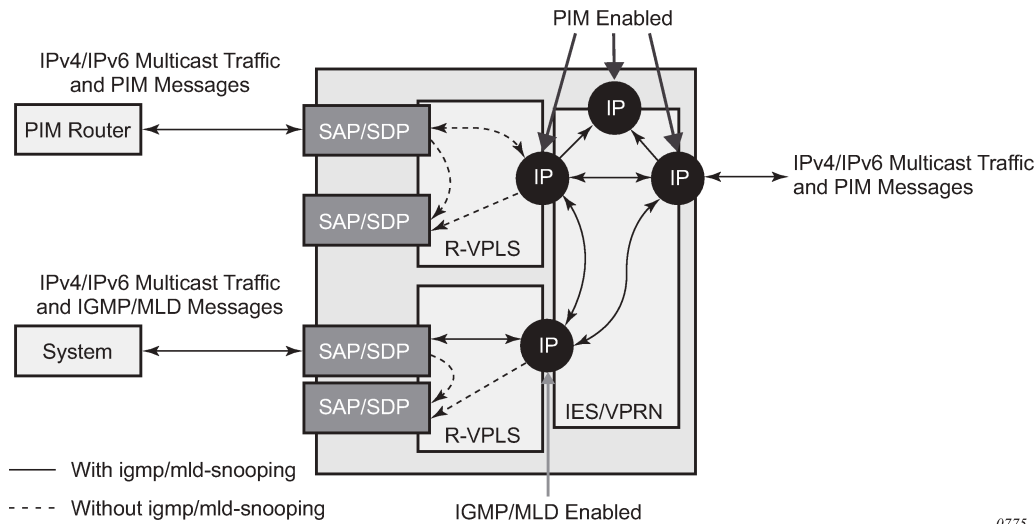 PIM Enabled
IPv4/IPv6 Multicast Traffic
and PIM Messages
PIM Router
SAP/SDP
IP
IP
IP
IPv4/IPv6 Multicast Traffic
and PIM Messages
SAP/SDP
R-VPLS
IPv4/IPv6 Multicast Traffic
and IGMP/MLD Messages
System
SAP/SDP
IP
SAP/SDP
IES/VPRN
R-VPLS
With igmp/mld-snooping
Without igmp/mld-snooping
IGMP/MLD Enabled
0775